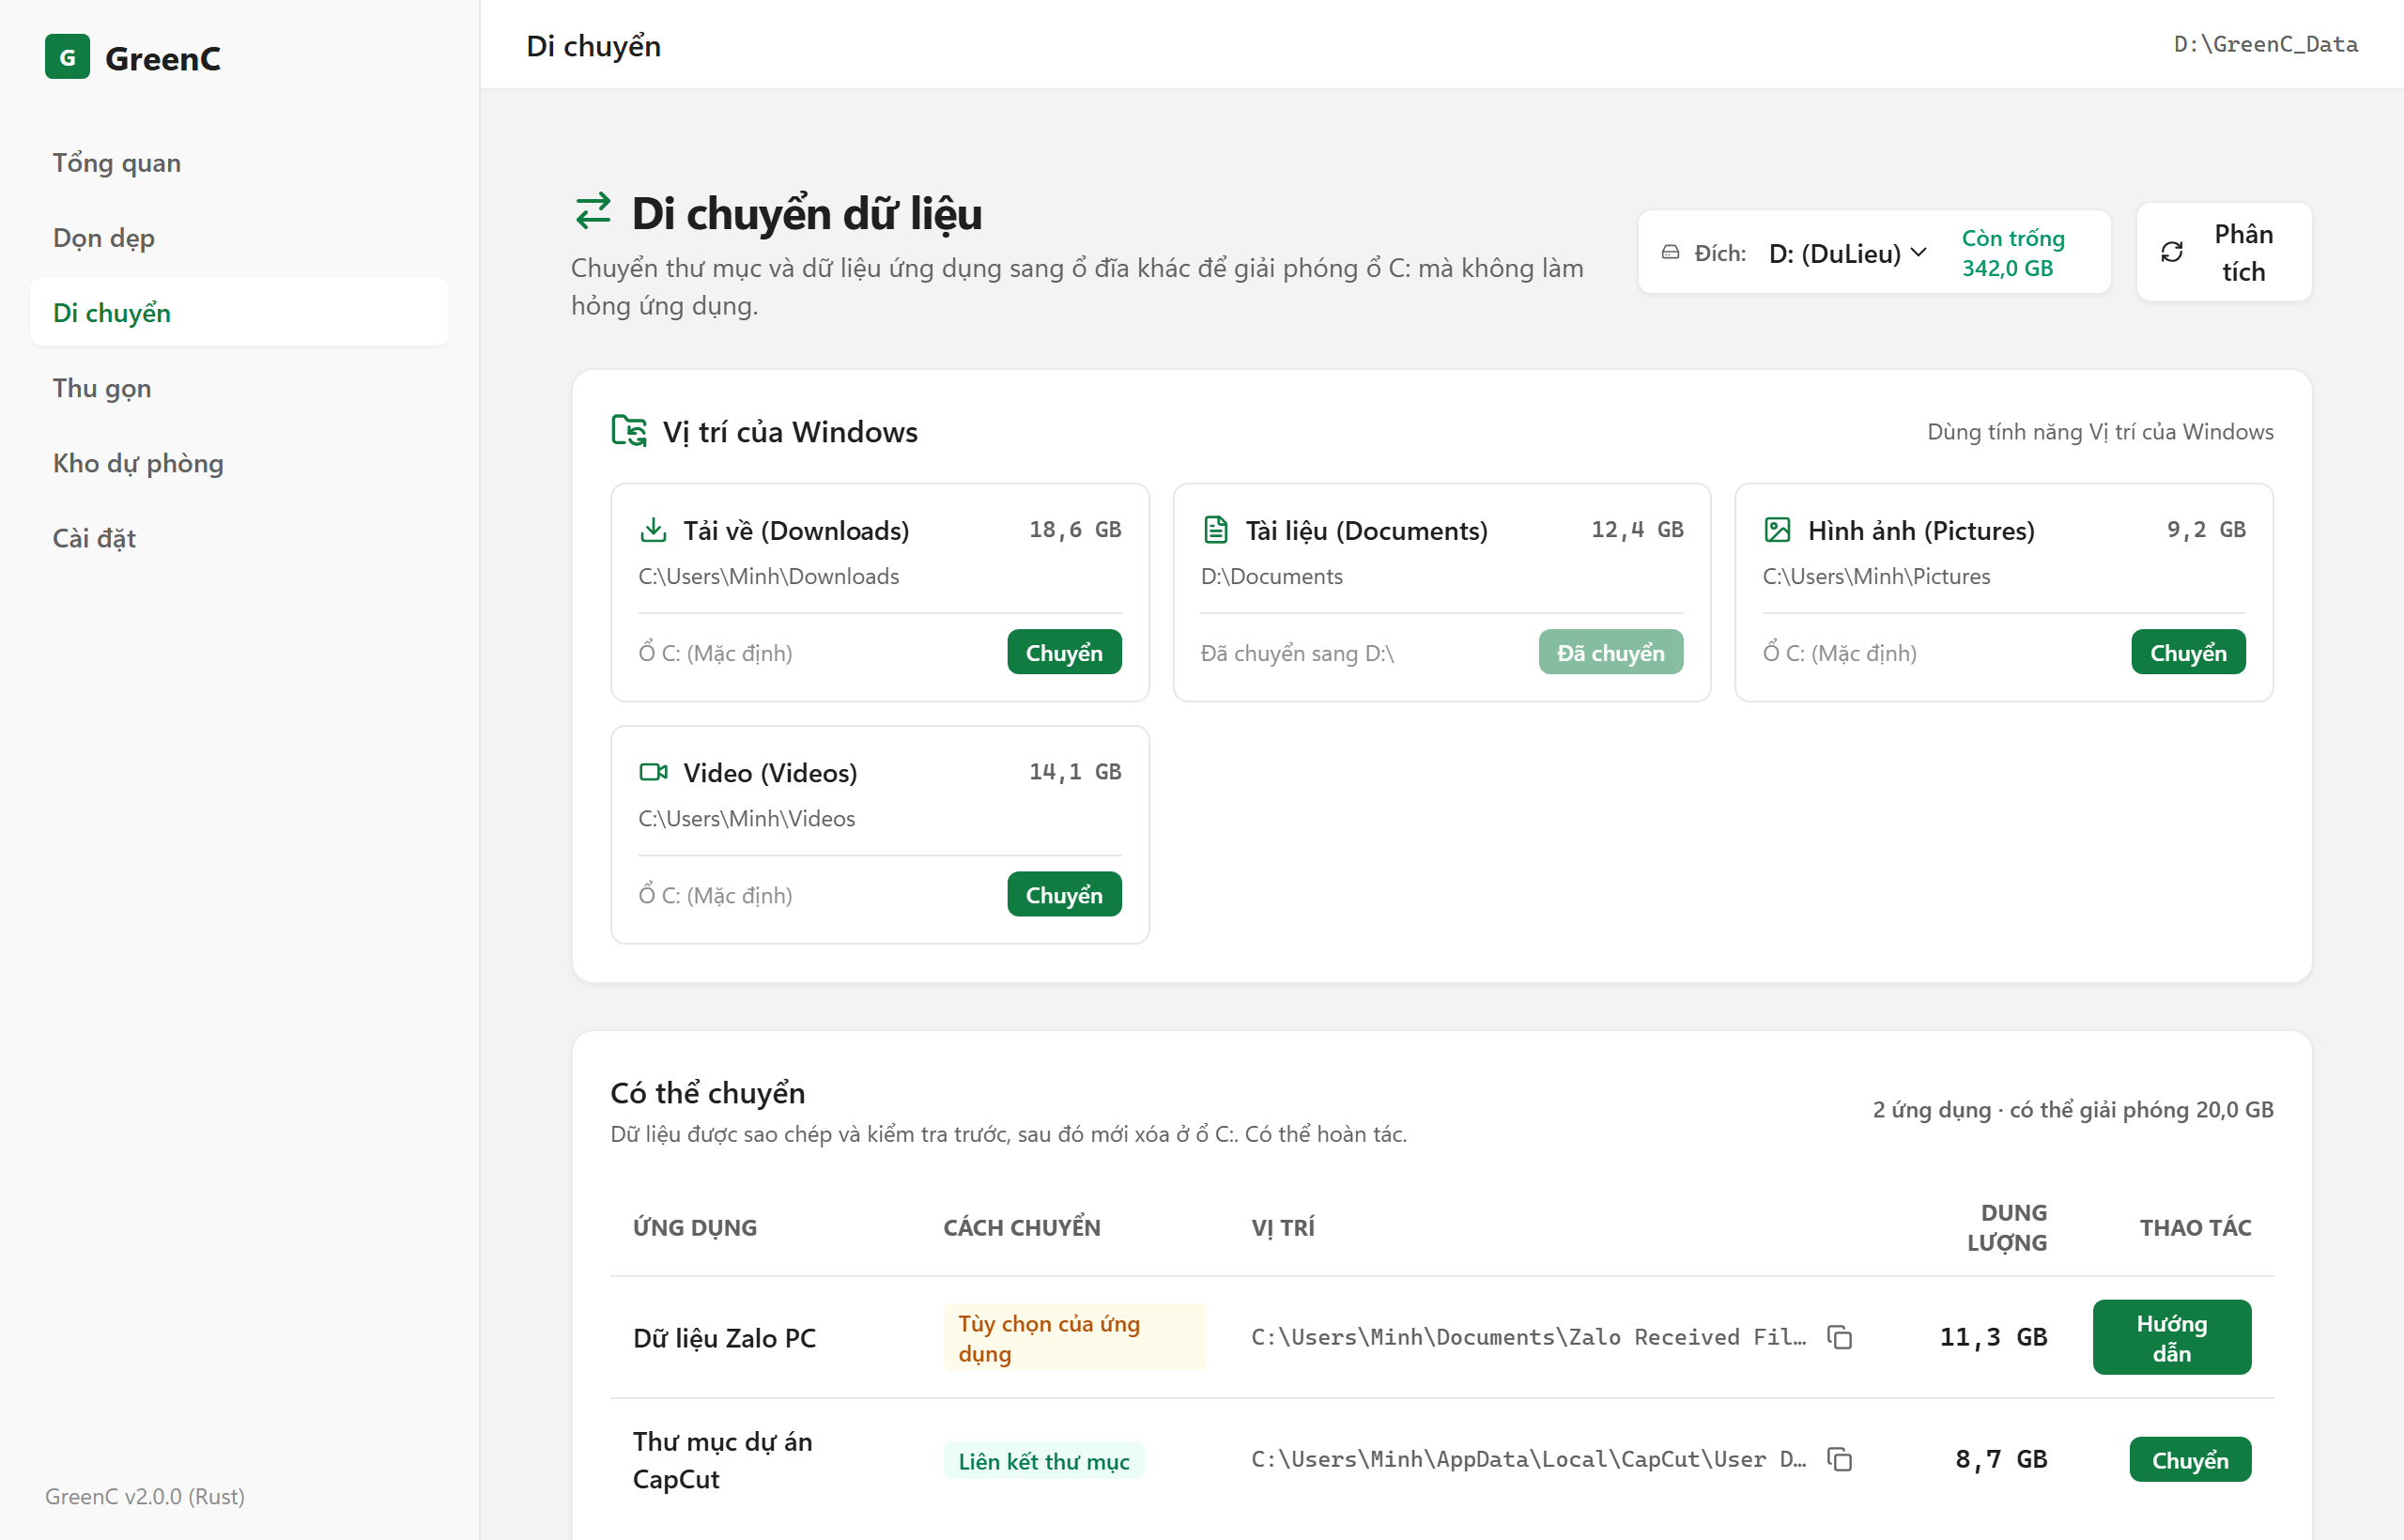 G GreenC
Di chuyển
D:\GreenC_Data
Tổng quan
Dọn dẹp
Di chuyển
Thu gọn
Kho dự phòng
Cài đặt
GreenC v2.0.0 (Rust)
Di chuyển dữ liệu
Chuyển thư mục và dữ liệu ứng dụng sang ổ đĩa khác để giải phóng ổ C: mà không làm
hỏng ứng dụng.
Đích: D: (DuLieu)
Còn trống
342,0 GB
Phân
tích
Vị trí của Windows
Dùng tính năng Vị trí của Windows
Tải về (Downloads) 18,6 GB
C:\Users\Minh\Downloads
Ổ C: (Mặc định) Chuyển
Tài liệu (Documents) 12,4 GB
D:\Documents
Đã chuyển sang D:\ Đã chuyển
Hình ảnh (Pictures) 9,2 GB
C:\Users\Minh\Pictures
Ổ C: (Mặc định) Chuyển
Video (Videos) 14,1 GB
C:\Users\Minh\Videos
Ổ C: (Mặc định) Chuyển
Có thể chuyển
Dữ liệu được sao chép và kiểm tra trước, sau đó mới xóa ở ổ C:. Có thể hoàn tác.
2 ứng dụng · có thể giải phóng 20,0 GB
ỨNG DỤNG
CÁCH CHUYỂN
VỊ TRÍ
DUNG
LƯỢNG
THAO TÁC
Dữ liệu Zalo PC
Tùy chọn của ứng
dụng
C:\Users\Minh\Documents\Zalo Received Fil…
11,3 GB
Hướng
dẫn
Thư mục dự án
CapCut
Liên kết thư mục
C:\Users\Minh\AppData\Local\CapCut\User D…
8,7 GB
Chuyển